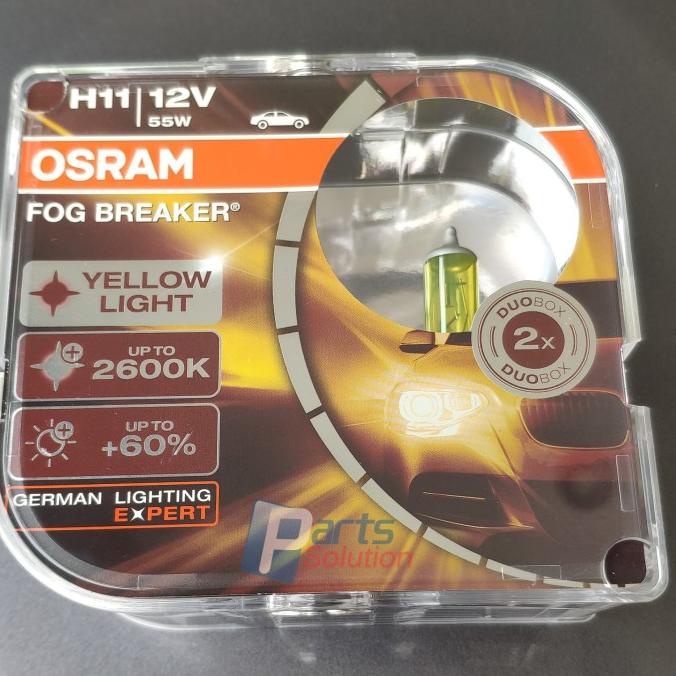 H11 | 12V
55W
OSRAM
FOG BREAKER®
YELLOW
LIGHT
UP TO
2600K
UP TO
+60%
GERMAN LIGHTING
EXPERT
DUOBOX
2x
DUOBOX
Parts
Solution